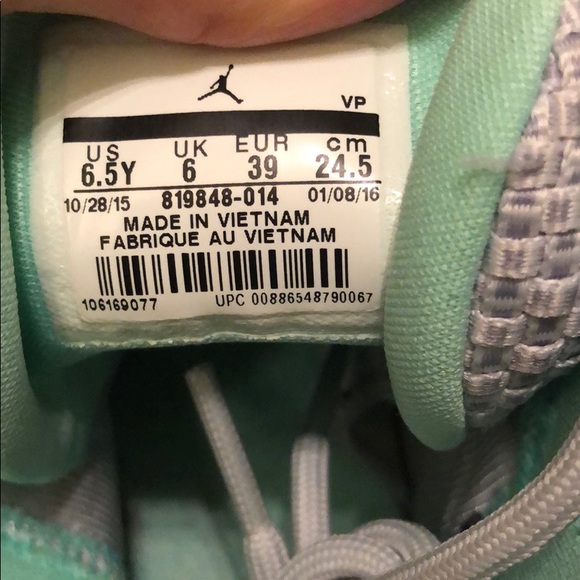 VP
US UK EUR cm
6.5Y 6 39 24.5
10/28/15 819848-014 01/08/16
MADE IN VIETNAM
FABRIQUE AU VIETNAM
106169077 UPC 00886548790067